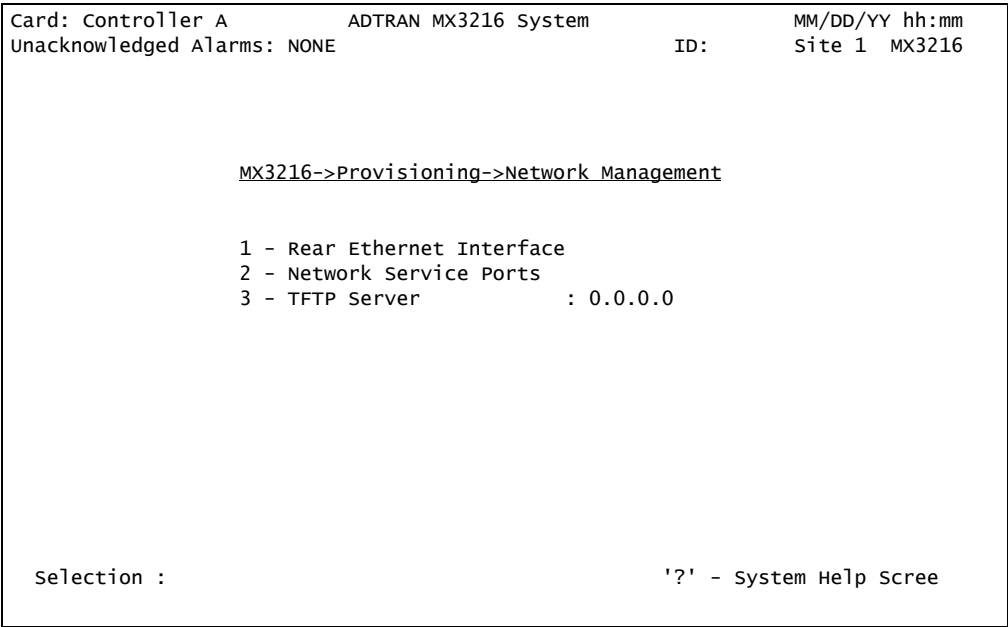 Card: Controller A ADTRAN MX3216 System MM/DD/YY hh:mm
Unacknowledged Alarms: NONE ID: Site 1 MX3216
MX3216->Provisioning->Network Management
1 - Rear Ethernet Interface
2 - Network Service Ports
3 - TFTP Server : 0.0.0.0
Selection : '?' - System Help Scree